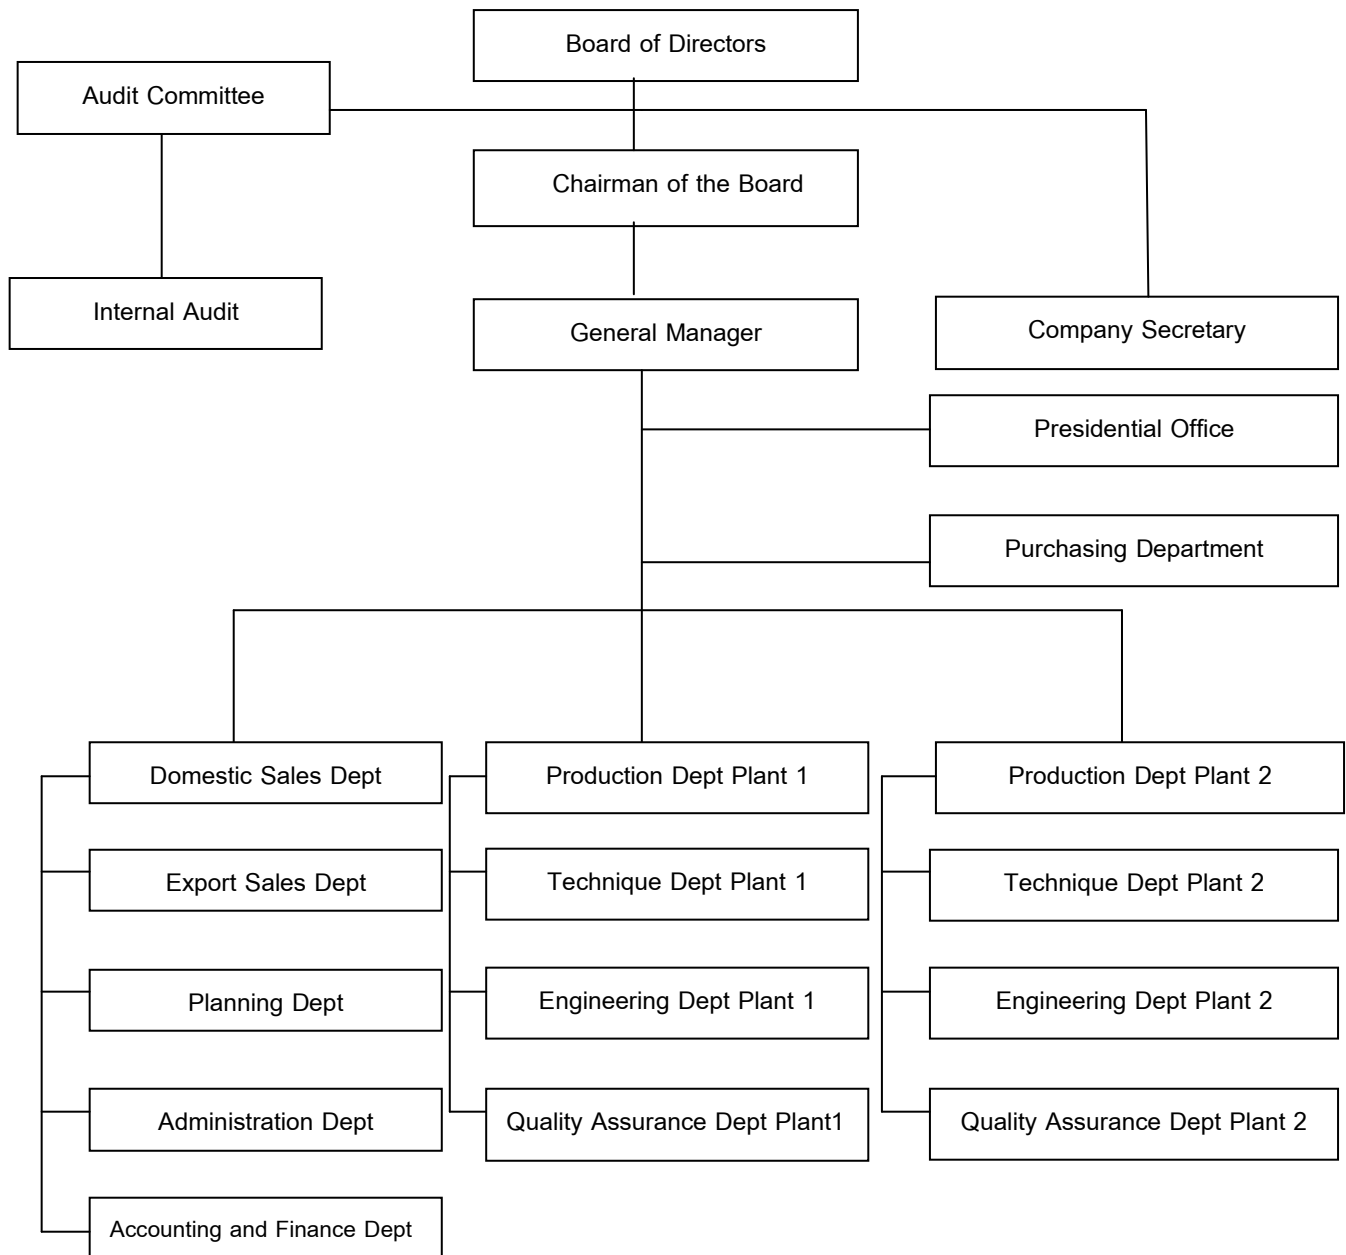 Board of Directors
Audit Committee
Chairman of the Board
Internal Audit
General Manager
Company Secretary
Presidential Office
Purchasing Department
Domestic Sales Dept
Production Dept Plant 1
Production Dept Plant 2
Export Sales Dept
Technique Dept Plant 1
Technique Dept Plant 2
Planning Dept
Engineering Dept Plant 1
Engineering Dept Plant 2
Administration Dept
Quality Assurance Dept Plant1
Quality Assurance Dept Plant 2
Accounting and Finance Dept